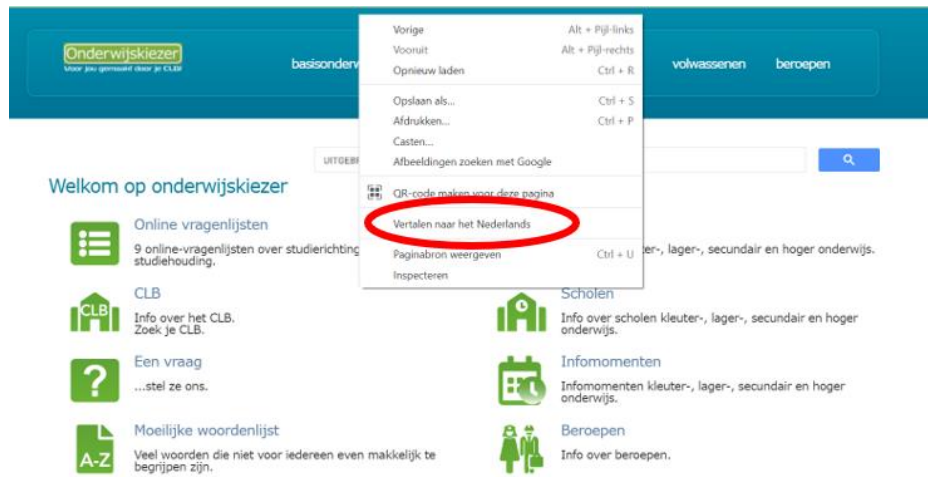 Onderwijskiezer
Voor jou gemaakt door je CLB!
basisonderw
volwassenen
beroepen
Vorige Alt + Pijl-links
Vooruit Alt + Pijl-rechts
Opnieuw laden Ctrl + R
Opslaan als... Ctrl + S
Afdrukken... Ctrl + P
Casten...
Afbeeldingen zoeken met Google
QR-code maken voor deze pagina
Vertalen naar het Nederlands
Paginabron weergeven Ctrl + U
Inspecteren
UITGEBR
Welkom op onderwijskiezer
Online vragenlijsten
9 online-vragenlijsten over studierichting
studiehouding.
ter-, lager-, secundair en hoger onderwijs.
CLB
CLB
Info over het CLB.
Zoek je CLB.
Scholen
Info over scholen kleuter-, lager-, secundair en hoger
onderwijs.
?
Een vraag
...stel ze ons.
Infomomenten
Infomomenten kleuter-, lager-, secundair en hoger
onderwijs.
A-Z
Moeilijke woordenlijst
Veel woorden die niet voor iedereen even makkelijk te
begrijpen zijn.
Beroepen
Info over beroepen.